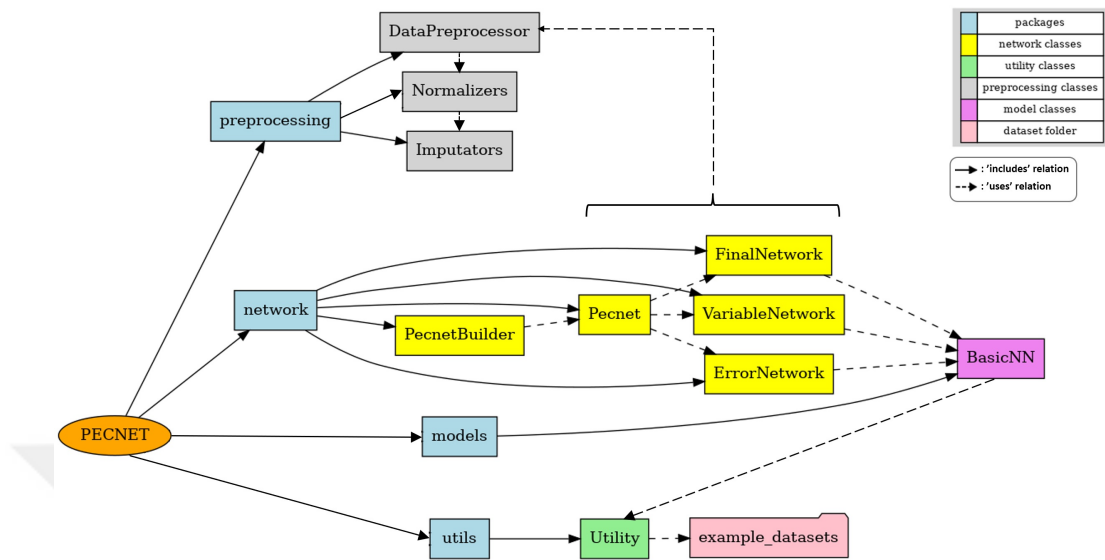 DataPreprocessor
Normalizers
preprocessing
Imputators
packages
network classes
utility classes
preprocessing classes
model classes
dataset folder
: 'includes' relation
: 'uses' relation
FinalNetwork
network
Pecnet
VariableNetwork
PecnetBuilder
ErrorNetwork
BasicNN
PECNET
models
utils
Utility
example_datasets